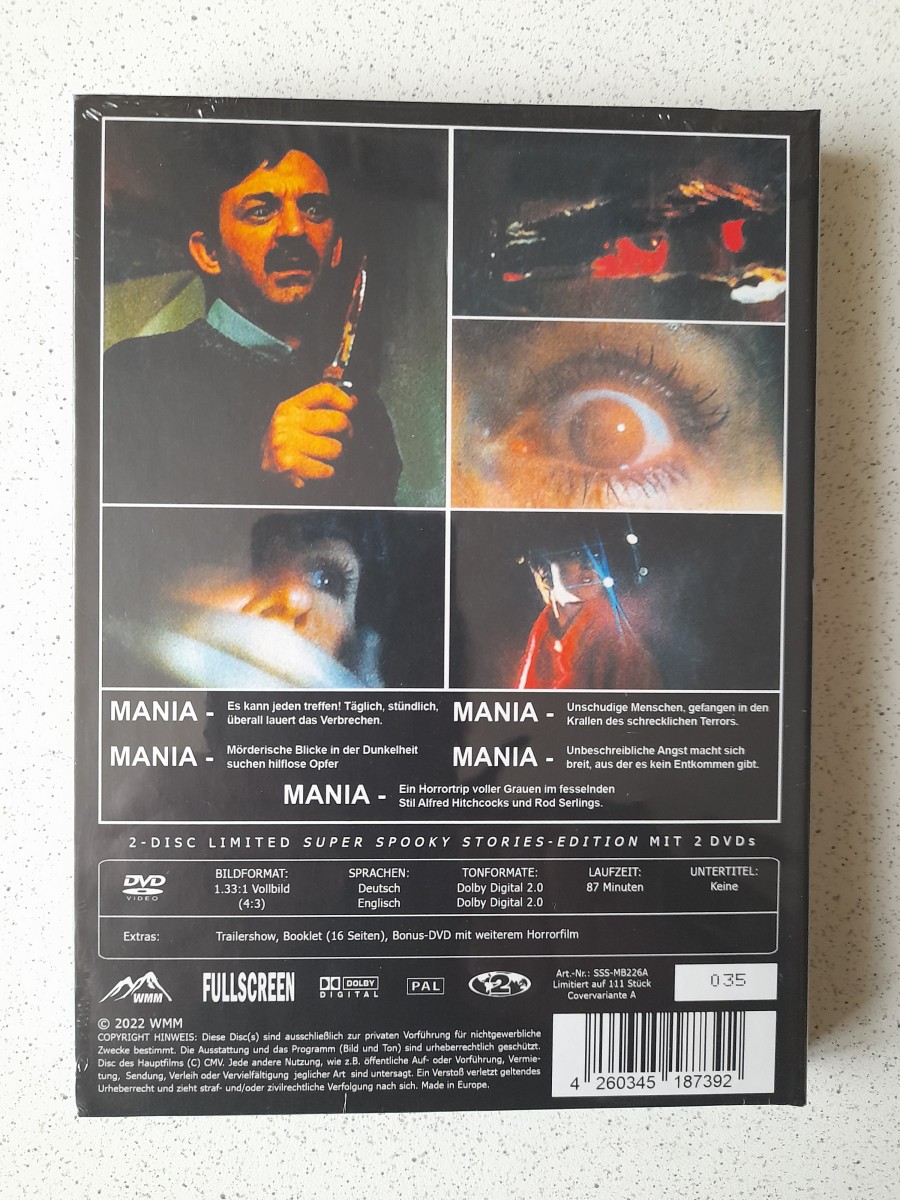 MANIA - Es kann jeden treffen! Täglich, stündlich,
überall lauert das Verbrechen.
MANIA - Unschudige Menschen, gefangen in den
Krallen des schrecklichen Terrors.
MANIA - Mörderische Blicke in der Dunkelheit
suchen hilflose Opfer
MANIA - Unbeschreibliche Angst macht sich
breit, aus der es kein Entkommen gibt.
MANIA - Ein Horrortrip voller Grauen im fesselnden
Stil Alfred Hitchcocks und Rod Serlings.
2-DISC LIMITED SUPER SPOOKY STORIES-EDITION MIT 2 DVDs
DVD
VIDEO
BILDFORMAT:
1.33:1 Vollbild
(4:3)
SPRACHEN:
Deutsch
Englisch
TONFORMATE:
Dolby Digital 2.0
Dolby Digital 2.0
LAUFZEIT:
87 Minuten
UNTERTITEL:
Keine
Extras: Trailershow, Booklet (16 Seiten), Bonus-DVD mit weiterem Horrorfilm
WMM
FULLSCREEN
DOLBY
DIGITAL
PAL
2
Art.-Nr.: SSS-MB226A
Limitiert auf 111 Stück
Covervariante A
035
© 2022 WMM
COPYRIGHT HINWEIS: Diese Disc(s) sind ausschließlich zur privaten Vorführung für nichtgewerbliche
Zwecke bestimmt. Die Ausstattung und das Programm (Bild und Ton) sind urheberrechtlich geschützt.
Disc des Hauptfilms (C) CMV. Jede andere Nutzung, wie z.B. öffentliche Auf- oder Vorführung, Vermie-
tung, Sendung, Verleih oder Vervielfältigung jeglicher Art sind untersagt. Ein Verstoß verletzt geltendes
Urheberrecht und zieht straf- und/oder zivilrechtliche Verfolgung nach sich. Made in Europe.
4 260345 187392